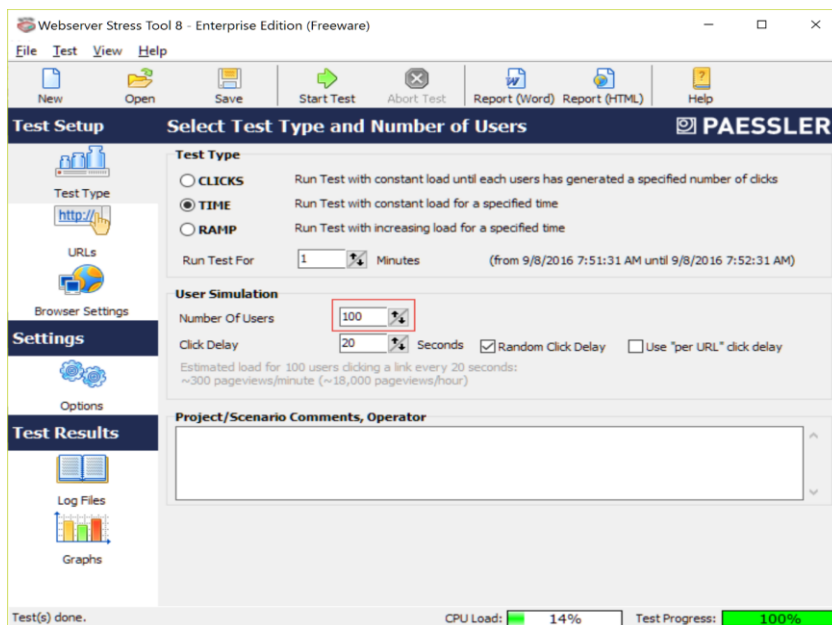 Webserver Stress Tool 8 - Enterprise Edition (Freeware)
File Test View Help
New Open Save Start Test Abort Test Report (Word) Report (HTML) Help
Test Setup
Select Test Type and Number of Users
PAESSLER
Test Type
URLs
http://
Browser Settings
Settings
Options
Test Results
Log Files
Graphs
Test Type
CLICKS Run Test with constant load until each users has generated a specified number of clicks
TIME Run Test with constant load for a specified time
RAMP Run Test with increasing load for a specified time
Run Test For 1 Minutes (from 9/8/2016 7:51:31 AM until 9/8/2016 7:52:31 AM)
User Simulation
Number Of Users 100
Click Delay 20 Seconds Random Click Delay Use "per URL" click delay
Estimated load for 100 users clicking a link every 20 seconds:
~300 pageviews/minute (~18,000 pageviews/hour)
Project/Scenario Comments, Operator
Test(s) done. CPU Load: 14% Test Progress: 100%